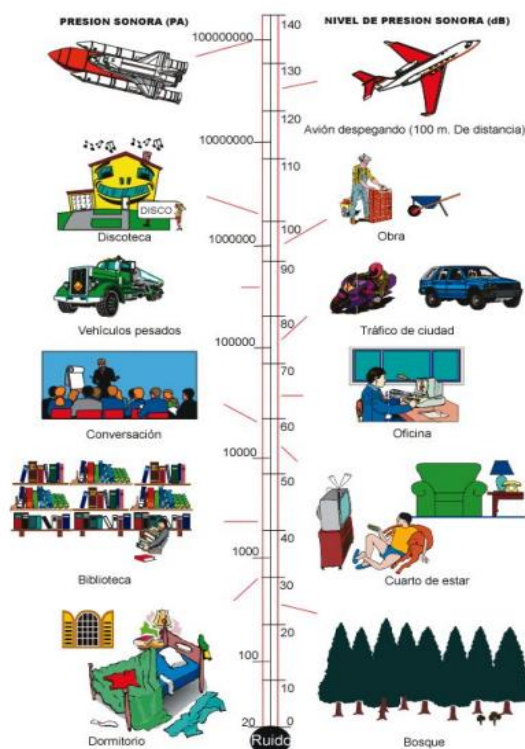 PRESION SONORA (PA)
NIVEL DE PRESION SONORA (dB)
140
100000000
130
120
Avión despegando (100 m. De distancia)
10000000
110
DISCO
Discoteca
100
Obra
1000000
90
Vehículos pesados
80
Tráfico de ciudad
100000
70
Conversación
60
Oficina
10000
50
40
1000
Biblioteca
30
Cuarto de estar
20
100
10
20
0
Dormitorio
Ruido
Bosque